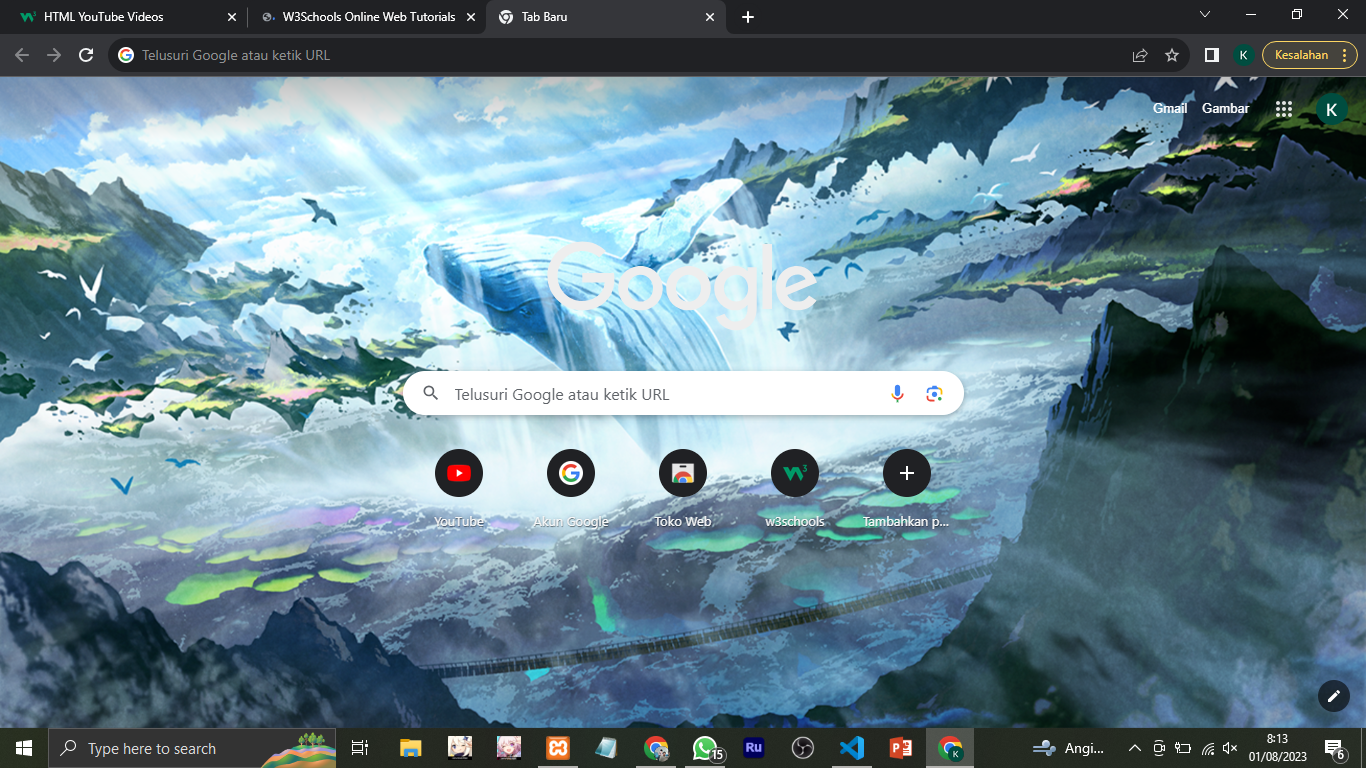 HTML YouTube Videos
W3Schools Online Web Tutorials
Tab Baru
Telusuri Google atau ketik URL
K
Kesalahan
Gmail
Gambar
K
Google
Telusuri Google atau ketik URL
YouTube
Akun Google
Toko Web
w3schools
Tambahkan p...
Type here to search
15
Ru
K
Angi...
8:13
01/08/2023
6